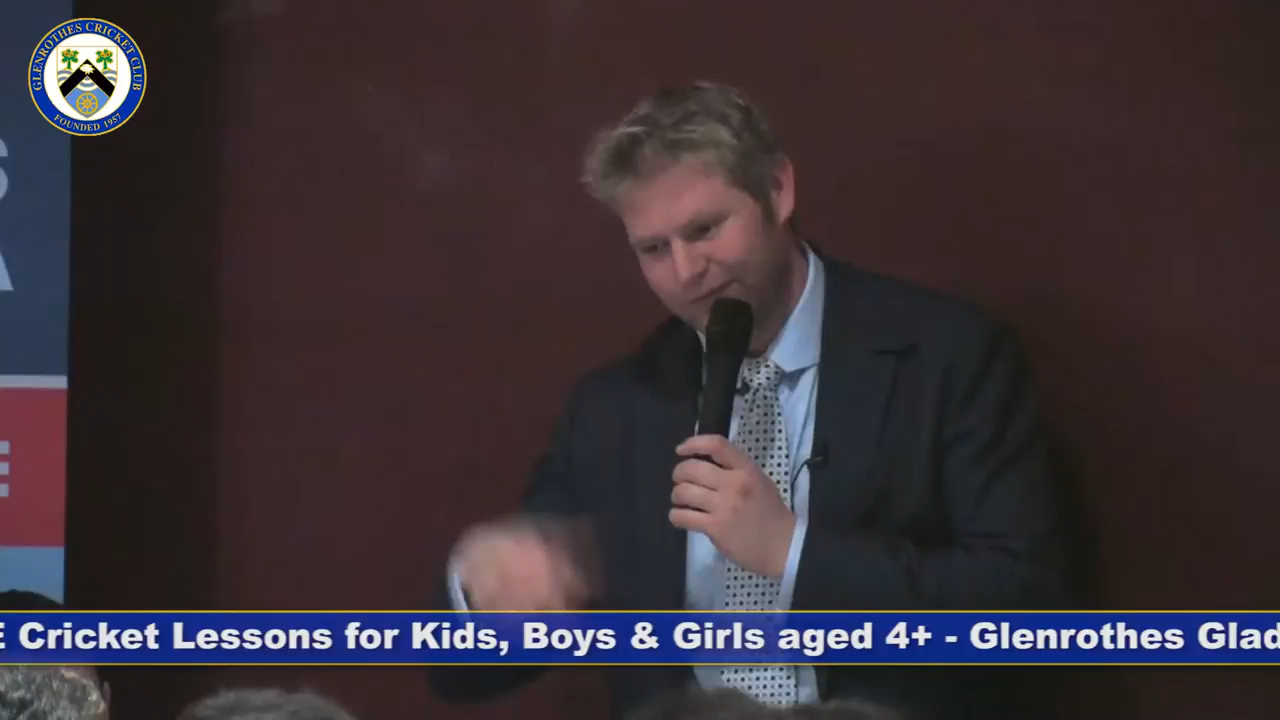 GLENROTHES CRICKET CLUB
FOUNDED 1957
S
A
E
E Cricket Lessons for Kids, Boys & Girls aged 4+ - Glenrothes Glad